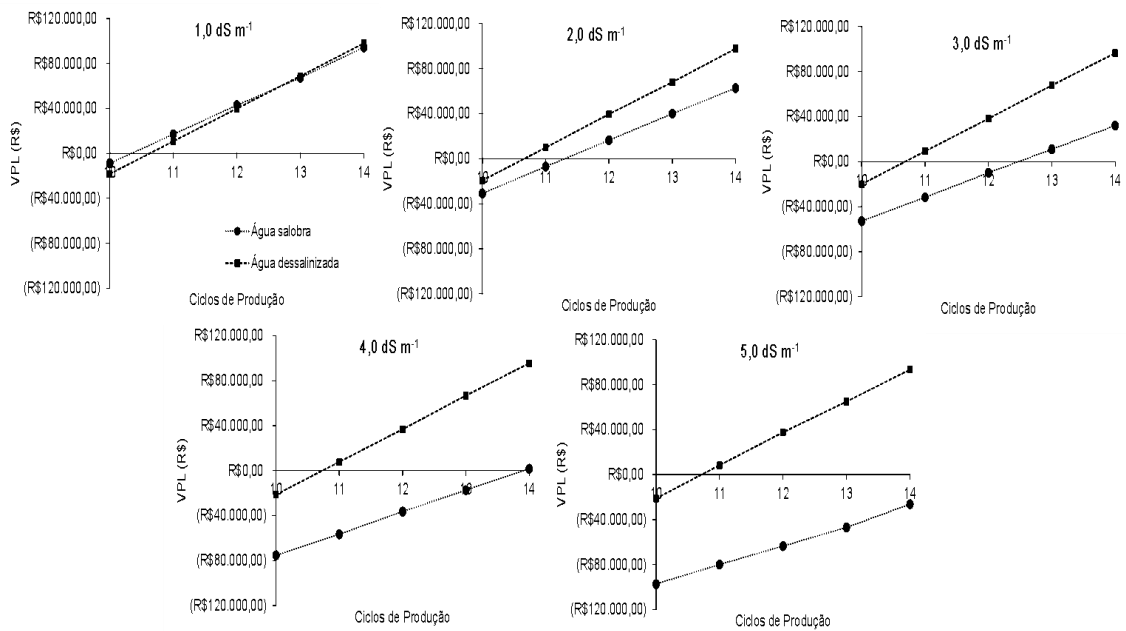 1,0 dS m⁻¹
VPL (R$)
R$120.000,00
R$80.000,00
R$40.000,00
R$0,00
(R$40.000,00)
(R$80.000,00)
(R$120.000,00)
10 11 12 13 14
Água salobra
Água dessalinizada
Ciclos de Produção
2,0 dS m⁻¹
VPL (R$)
R$120.000,00
R$80.000,00
R$40.000,00
R$0,00
(R$40.000,00)
(R$80.000,00)
(R$120.000,00)
10 11 12 13 14
Ciclos de Produção
3,0 dS m⁻¹
VPL (R$)
R$120.000,00
R$80.000,00
R$40.000,00
R$0,00
(R$40.000,00)
(R$80.000,00)
(R$120.000,00)
10 11 12 13 14
Ciclos de Produção
4,0 dS m⁻¹
VPL (R$)
R$120.000,00
R$80.000,00
R$40.000,00
R$0,00
(R$40.000,00)
(R$80.000,00)
(R$120.000,00)
10 11 12 13 14
Ciclos de Produção
5,0 dS m⁻¹
VPL (R$)
R$120.000,00
R$80.000,00
R$40.000,00
R$0,00
(R$40.000,00)
(R$80.000,00)
(R$120.000,00)
10 11 12 13 14
Ciclos de Produção